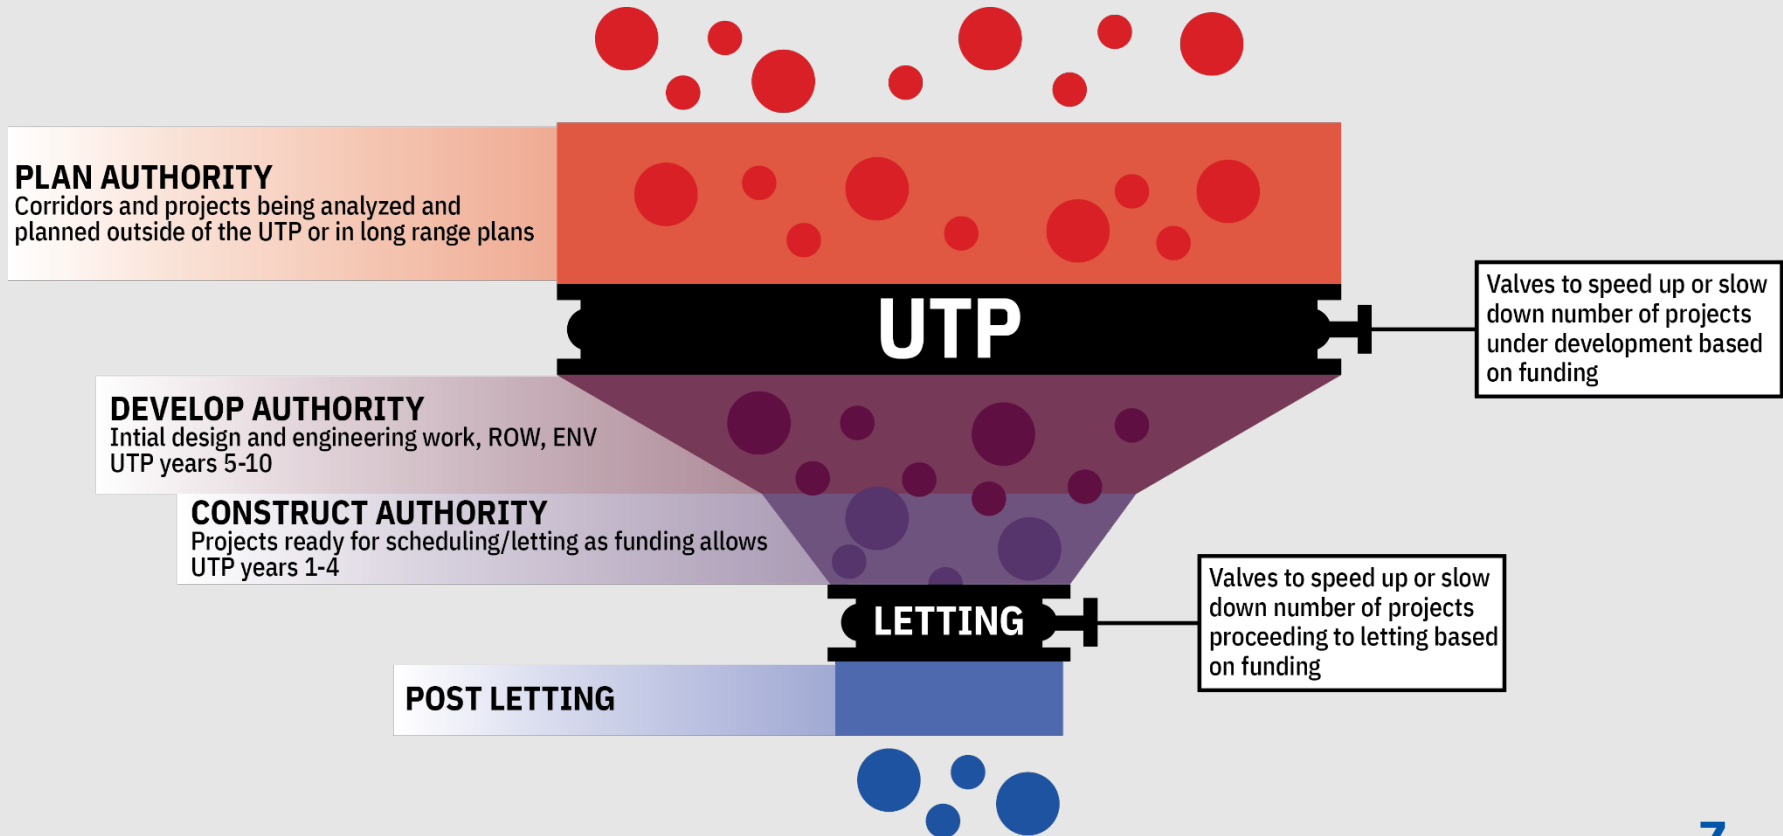 PLAN AUTHORITY
Corridors and projects being analyzed and
planned outside of the UTP or in long range plans
UTP
Valves to speed up or slow
down number of projects
under development based
on funding
DEVELOP AUTHORITY
Intial design and engineering work, ROW, ENV
UTP years 5-10
CONSTRUCT AUTHORITY
Projects ready for scheduling/letting as funding allows
UTP years 1-4
LETTING
Valves to speed up or slow
down number of projects
proceeding to letting based
on funding
POST LETTING